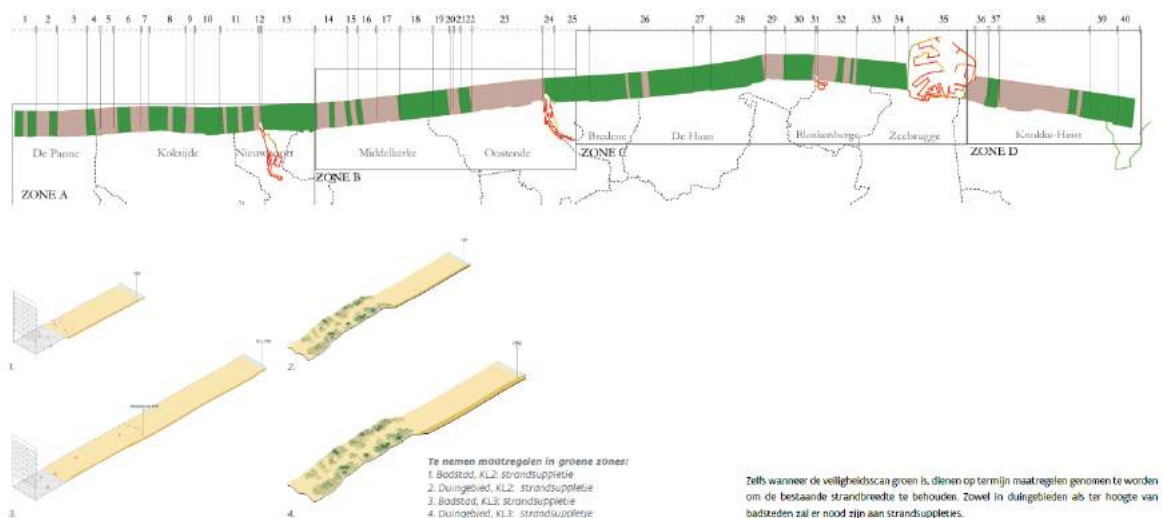 1 2 3 4 5 6 7 8 9 10 11 12 13 14 15 16 17 18 19 20 21 22 23 24 25 26 27 28 29 30 31 32 33 34 35 36 37 38 39 40
De Panne Koksijde Nieuwpoort Middelkerke Oostende Bredene De Haan Blankenberge Zeebrugge Knokke-Heist
ZONE A ZONE B ZONE C ZONE D
1. 2.
3. 4.
Te nemen maatregelen in groene zones:
1. Badstad, KL2: strandsuppletie
2. Duingebied, KL2: strandsuppletie
3. Badstad, KL3: strandsuppletie
4. Duingebied, KL3: strandsuppletie
Zelfs wanneer de veiligheidsscan groen is, dienen op termijn maatregelen genomen te worden
om de bestaande strandbreedte te behouden. Zowel in duingebieden als ter hoogte van
badsteden zal er nood zijn aan strandsuppleties.